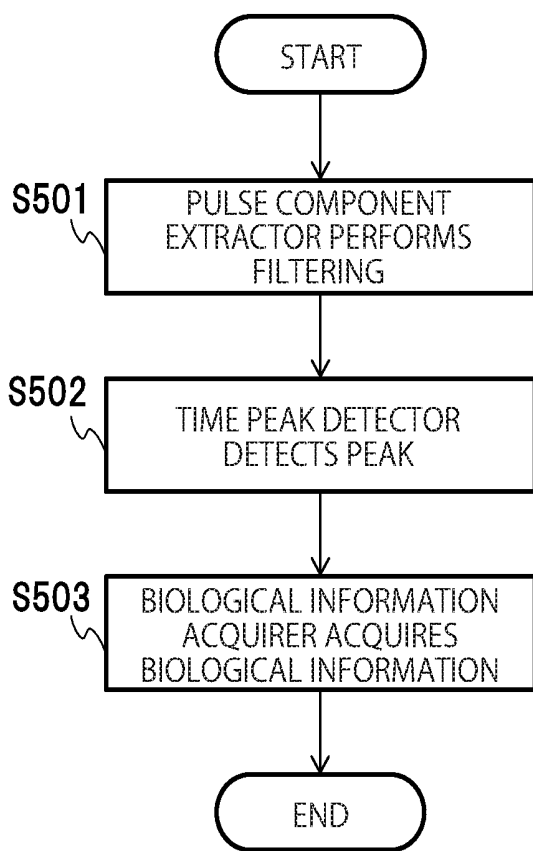 START
S501
PULSE COMPONENT
EXTRACTOR PERFORMS
FILTERING
S502
TIME PEAK DETECTOR
DETECTS PEAK
S503
BIOLOGICAL INFORMATION
ACQUIRER ACQUIRES
BIOLOGICAL INFORMATION
END